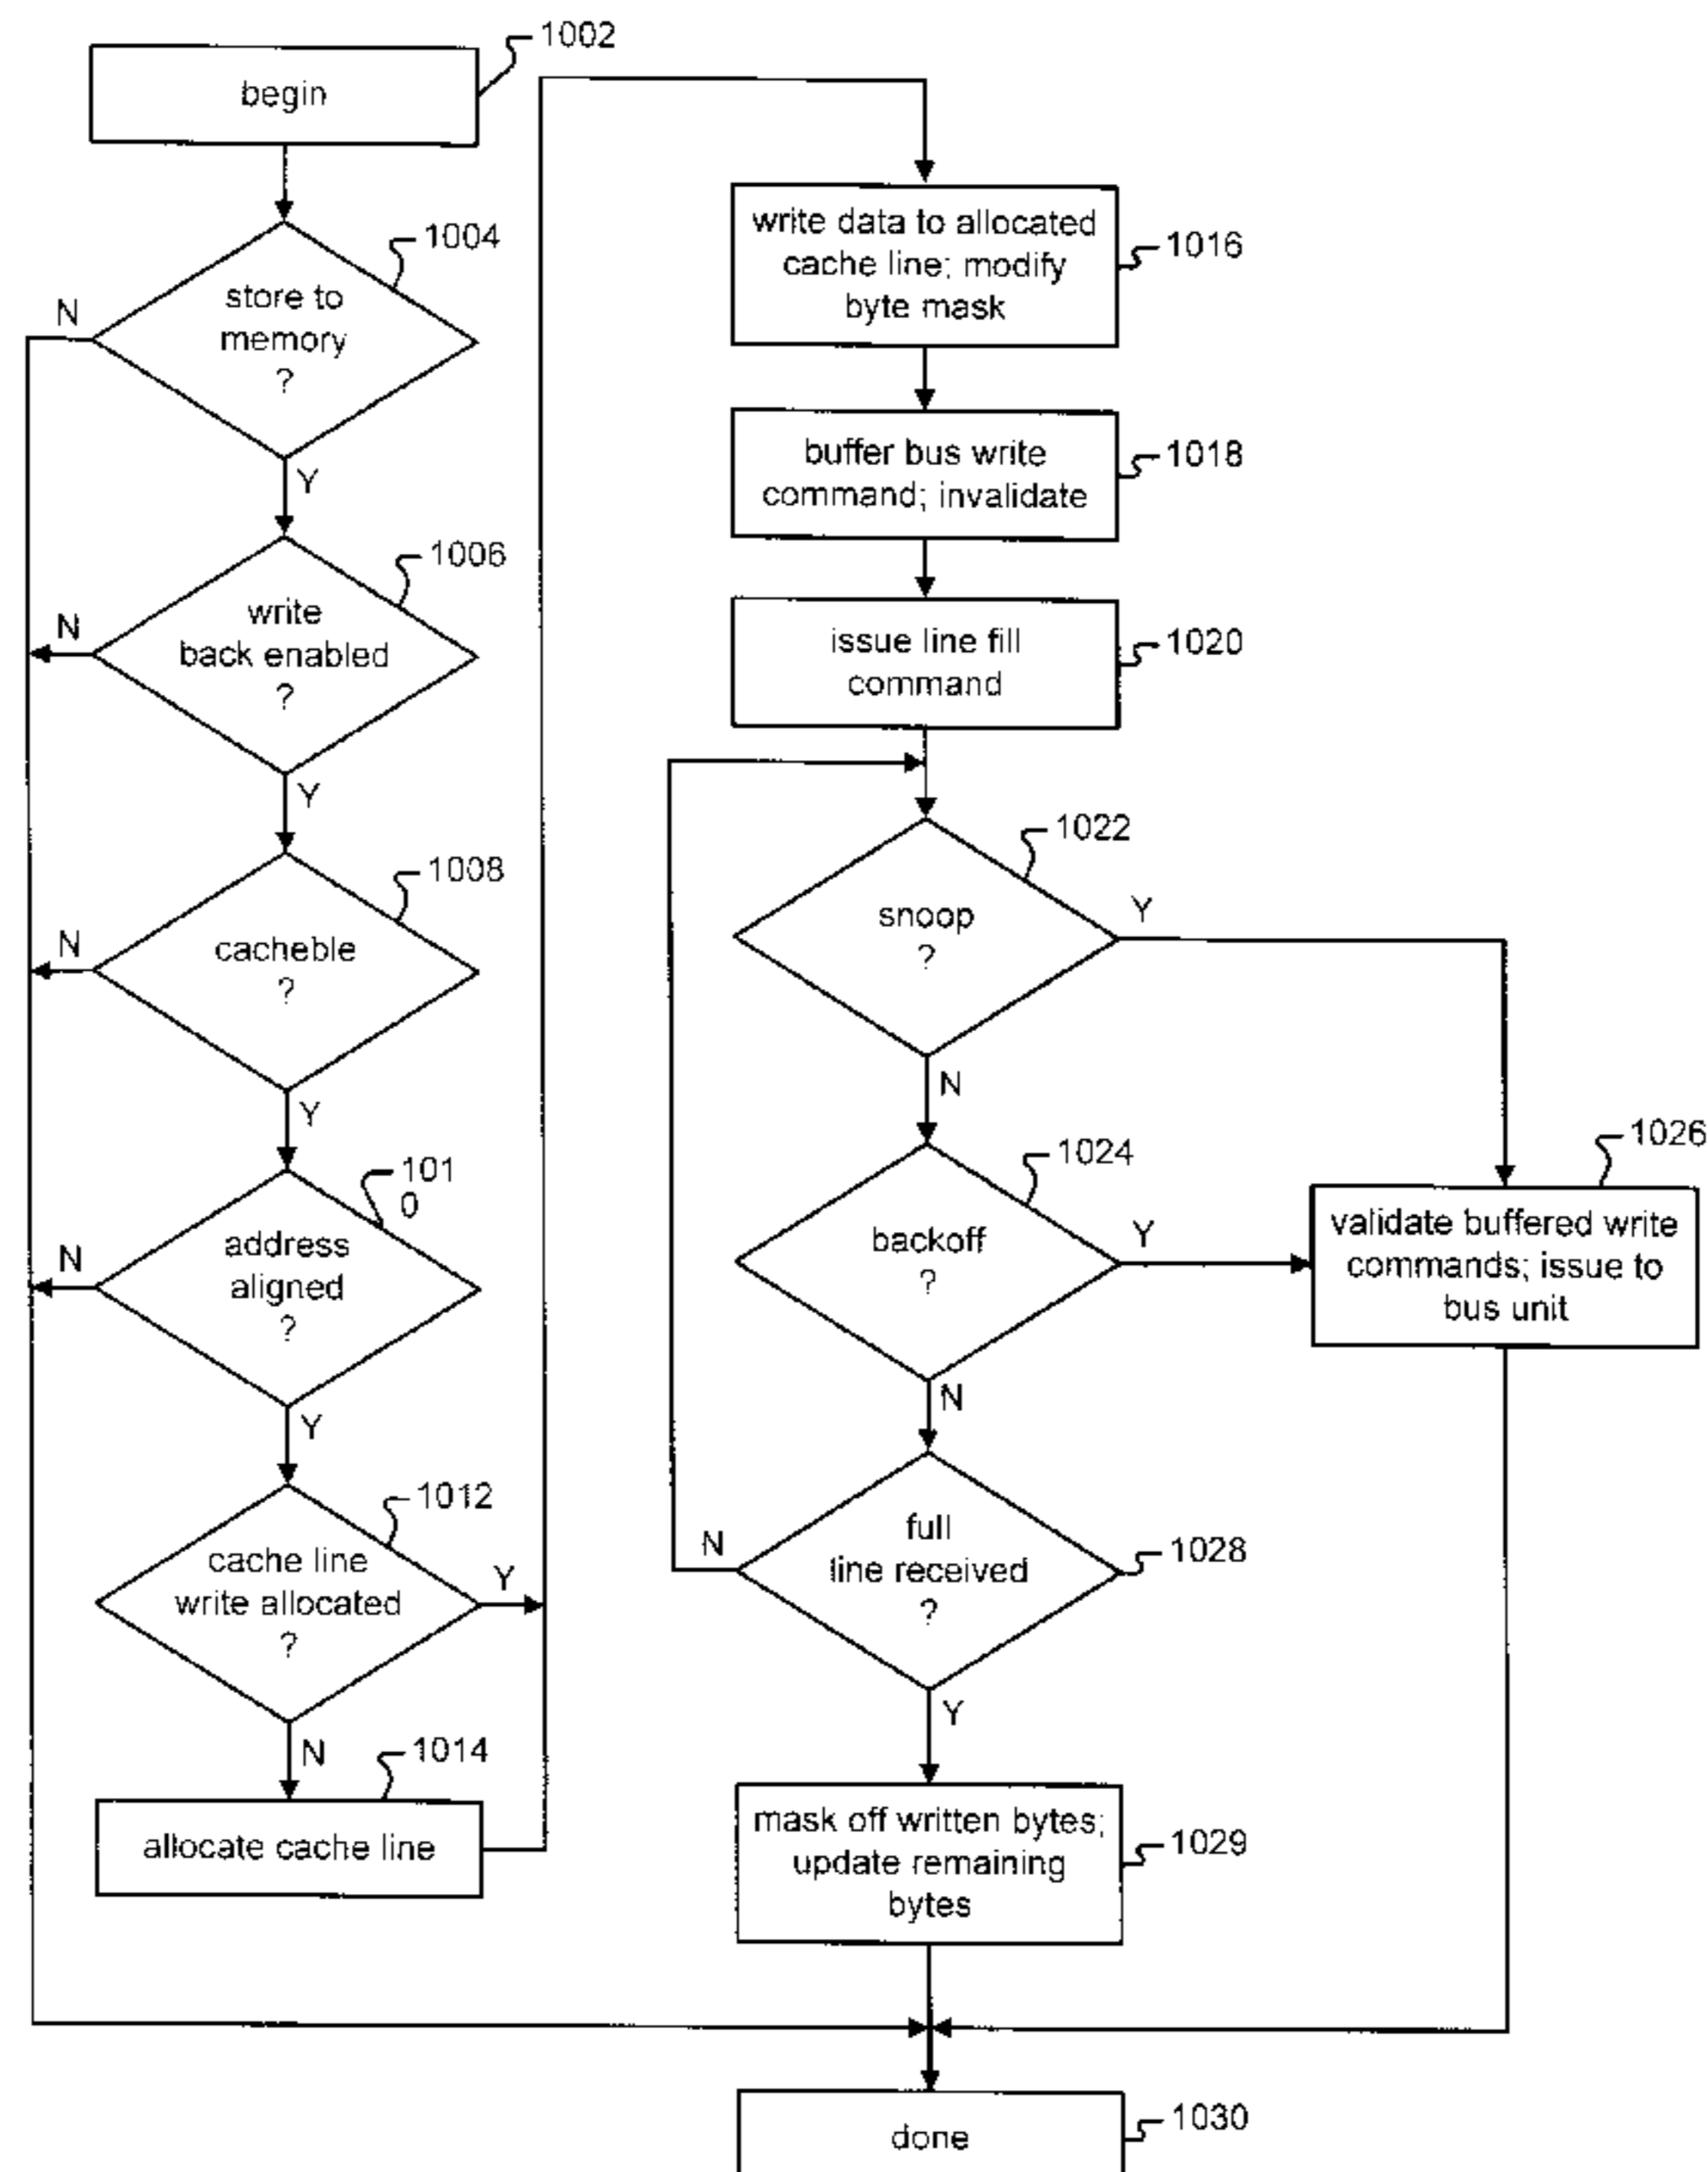 begin
1002
store to
memory
?
1004
N
Y
write
back enabled
?
1006
N
Y
cacheble
?
1008
N
Y
address
aligned
?
101
0
N
Y
cache line
write allocated
?
1012
Y
N
allocate cache line
1014
write data to allocated
cache line; modify
byte mask
1016
buffer bus write
command; invalidate
1018
issue line fill
command
1020
snoop
?
1022
Y
N
backoff
?
1024
Y
N
validate buffered write
commands; issue to
bus unit
1026
full
line received
?
1028
N
Y
mask off written bytes;
update remaining
bytes
1029
done
1030